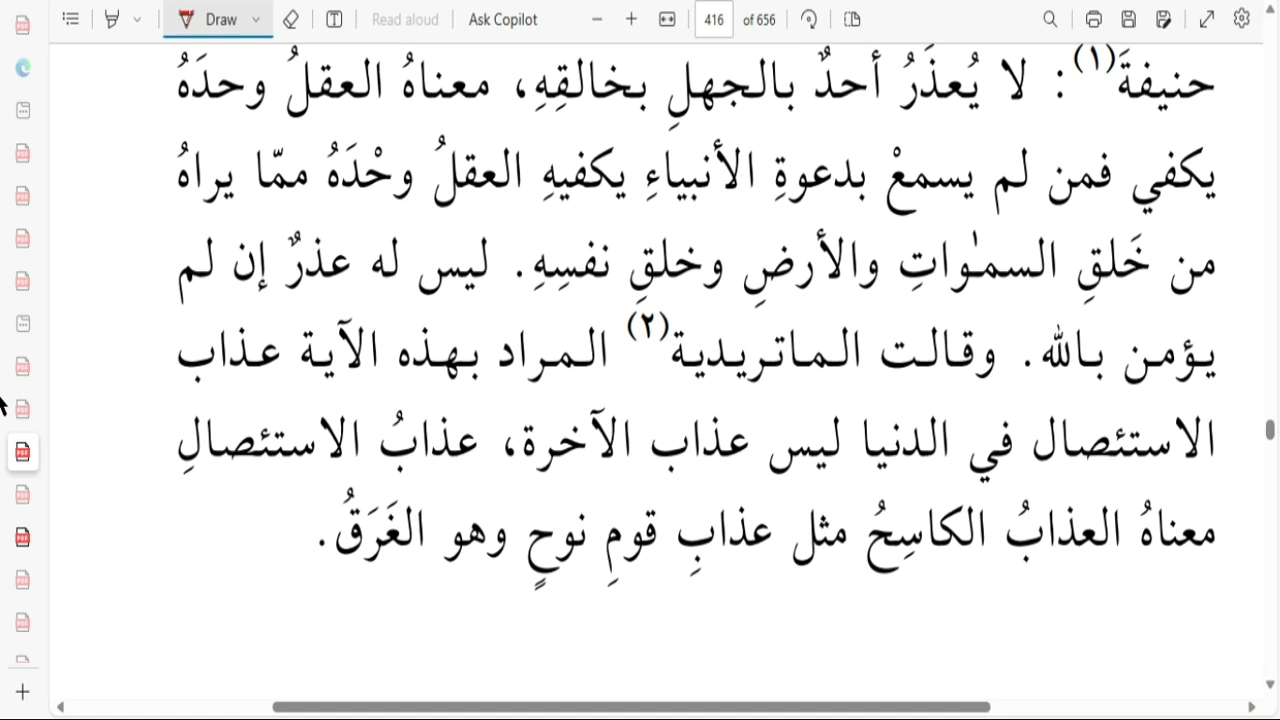 Draw
Read aloud
Ask Copilot
416
of 656
حنيفةَ(١): لا يُعذَرُ أحدٌ بالجهلِ بخالقِهِ، معناهُ العقلُ وحدَهُ
يكفي فمن لم يسمعْ بدعوةِ الأنبياءِ يكفيهِ العقلُ وحْدَهُ ممّا يراهُ
من خَلقِ السمـٰواتِ والأرضِ وخلقِ نفسِهِ. ليس له عذرٌ إن لم
يؤمن بالله. وقالت الماتريدية(٢) المراد بهذه الآية عذاب
الاستئصال في الدنيا ليس عذاب الآخرة، عذابُ الاستئصالِ
معناهُ العذابُ الكاسِحُ مثل عذابِ قومِ نوحٍ وهو الغَرَقُ.